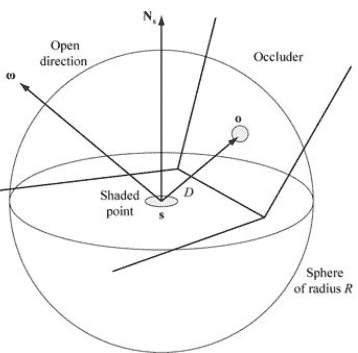 Open
direction
Nₛ
Occluder
ω
o
Shaded
point
D
s
Sphere
of radius R